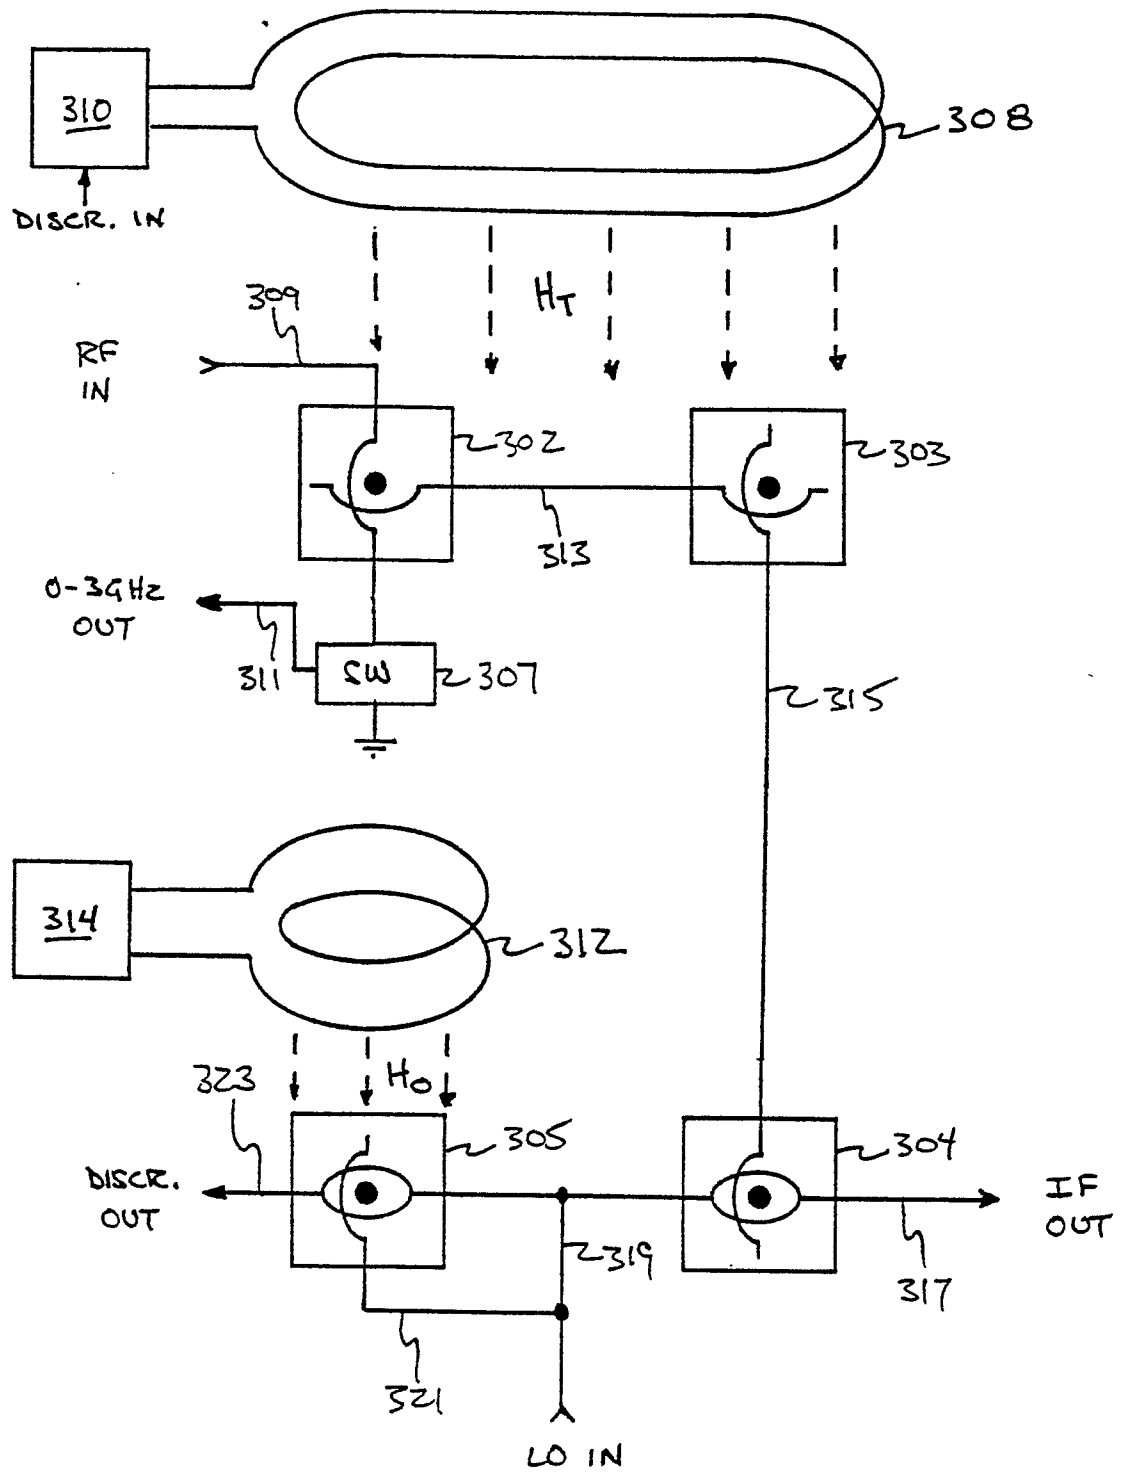 310
308
DISCR. IN
HT
309
RF
IN
302
303
313
0-3GHz
OUT
311
SW
307
315
314
312
323
HO
305
304
DISCR.
OUT
IF
OUT
319
317
321
LO IN